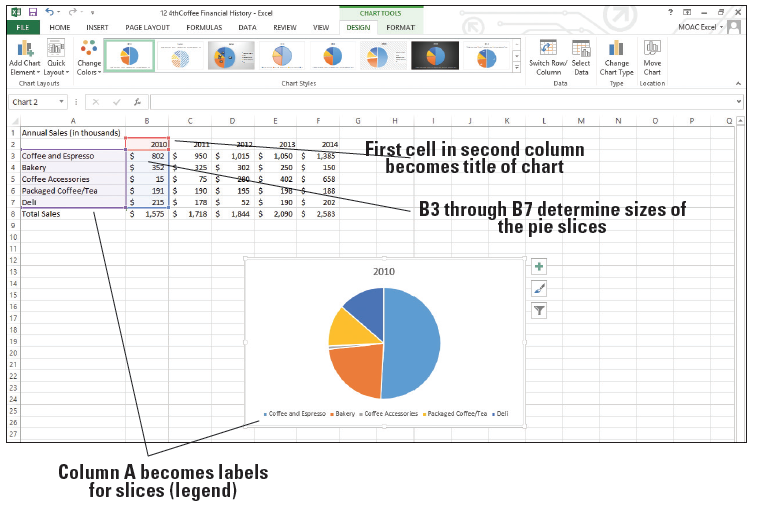 12 4thCoffee Financial History - Excel
CHART TOOLS
FILE HOME INSERT PAGE LAYOUT FORMULAS DATA REVIEW VIEW DESIGN FORMAT
MOAC Excel
Add Chart Element
Quick Layout
Change Colors
Switch Row/ Column
Select Data
Change Chart Type
Move Chart
Chart Layouts
Chart Styles
Data
Type
Location
Chart 2
fx
A B C D E F G H I J K L M N O P Q
1 Annual Sales (in thousands)
2 2010 2011 2012 2013 2014
3 Coffee and Espresso $ 802 $ 950 $ 1,015 $ 1,050 $ 1,385
4 Bakery $ 352 $ 325 $ 302 $ 250 $ 150
5 Coffee Accessories $ 15 $ 75 $ 280 $ 402 $ 658
6 Packaged Coffee/Tea $ 191 $ 190 $ 195 $ 198 $ 188
7 Deli $ 215 $ 178 $ 52 $ 190 $ 202
8 Total Sales $ 1,575 $ 1,718 $ 1,844 $ 2,090 $ 2,583
9
10
11
12
13
14
15
16
17
18
19
20
21
22
23
24
25
26
27
First cell in second column
becomes title of chart
B3 through B7 determine sizes of
the pie slices
2010
Coffee and Espresso Bakery Coffee Accessories Packaged Coffee/Tea Deli
Column A becomes labels
for slices (legend)